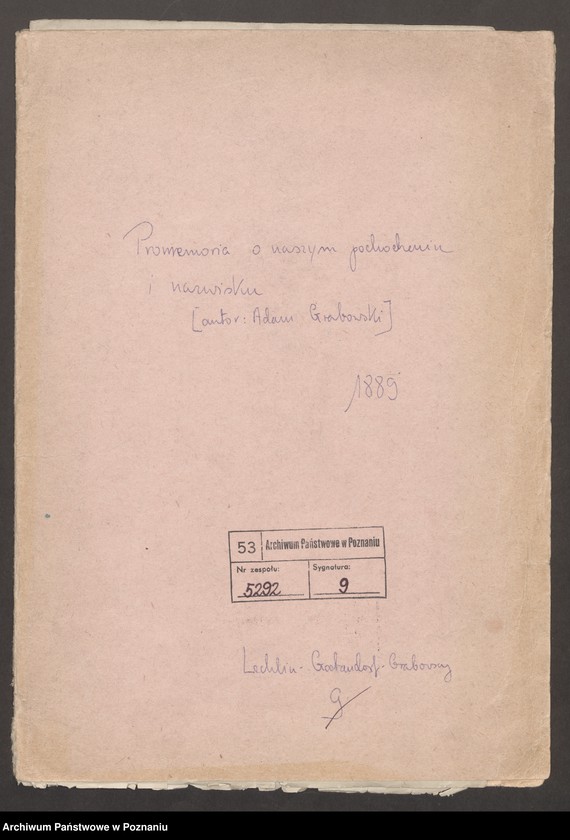 Promemoria o naszym pochodzeniu
i nazwisku
[autor: Adam Grabowski]
1889
53 Archiwum Państwowe w Poznaniu
Nr zespołu: Sygnatura:
5292 9
Lechlin - Goetzendorf - Grabowscy
9
Archiwum Państwowe w Poznaniu